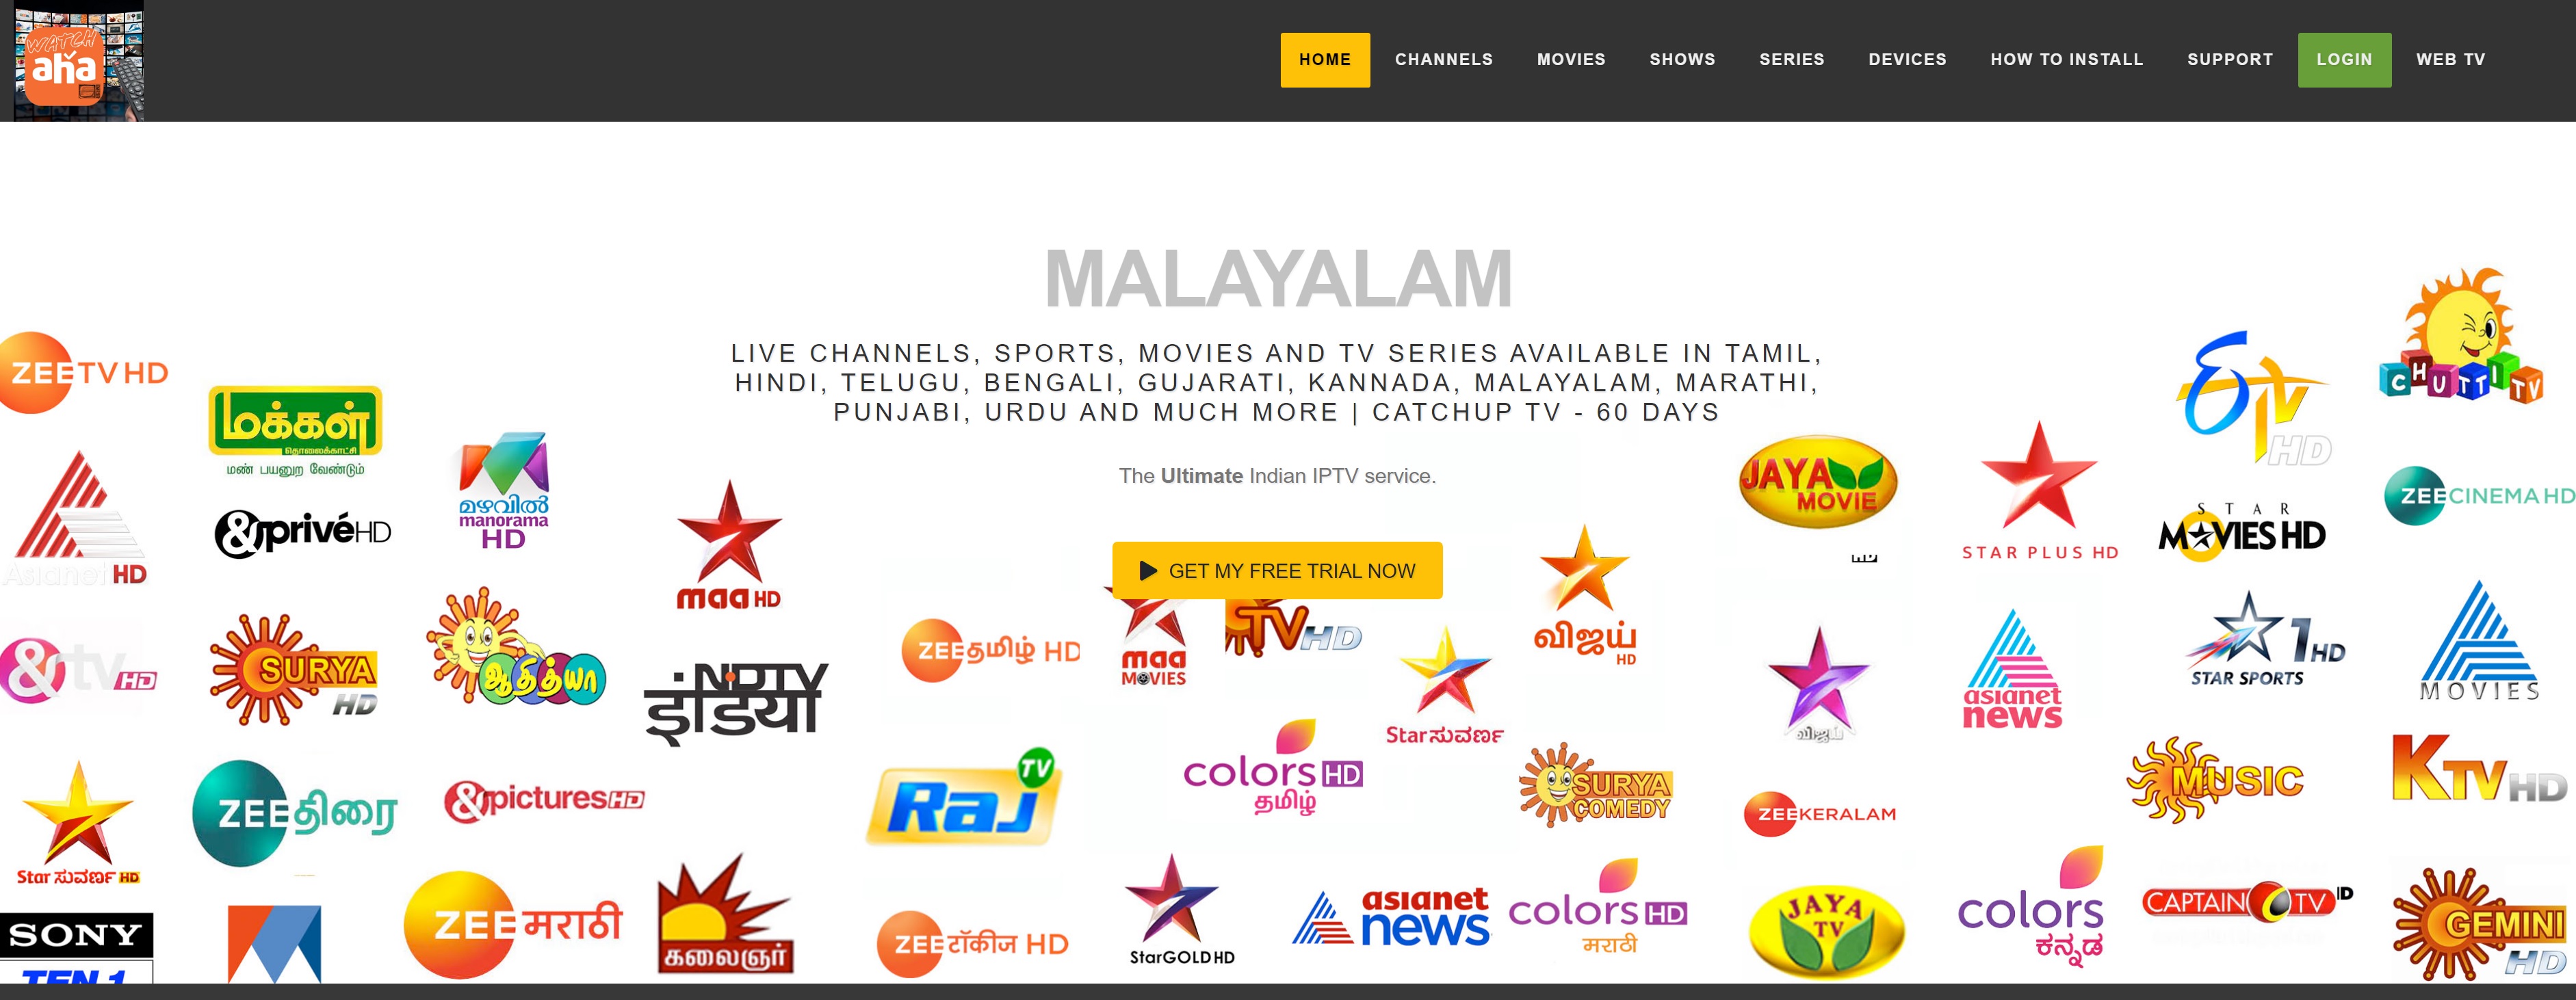 WATCH
aha
HOME CHANNELS MOVIES SHOWS SERIES DEVICES HOW TO INSTALL SUPPORT LOGIN WEB TV
MALAYALAM
LIVE CHANNELS, SPORTS, MOVIES AND TV SERIES AVAILABLE IN TAMIL,
HINDI, TELUGU, BENGALI, GUJARATI, KANNADA, MALAYALAM, MARATHI,
PUNJABI, URDU AND MUCH MORE | CATCHUP TV - 60 DAYS
The Ultimate Indian IPTV service.
GET MY FREE TRIAL NOW
ZEE TV HD
Asianet HD
&tv HD
Star ಸುವರ್ಣ HD
SONY
TEN 1
மக்கள்
தொலைக்காட்சி
மண் பயனுற வேண்டும்
&privé HD
SURYA
HD
ZEE திரை
മഴവിൽ
manorama
HD
ஆதித்யா
&pictures HD
ZEE मराठी
maa HD
NDTV
इंडिया
கலைஞர்
ZEE தமிழ் HD
Raj TV
ZEE टॉकीज HD
maa
MOVIES
TV HD
colors HD
தமிழ்
StarGOLD HD
Star ಸುವರ್ಣ
asianet
news
விஜய்
HD
SURYA
COMEDY
colors HD
मराठी
JAYA
MOVIE
HD
விஜய்
ZEE KERALAM
JAYA
TV
STAR PLUS HD
asianet
news
colors
ಕನ್ನಡ
ETV
HD
STAR
MOVIES HD
1 HD
STAR SPORTS
MUSIC
CAPTAIN TV HD
CHUTTI TV
ZEE CINEMA HD
MOVIES
KTV HD
GEMINI
HD